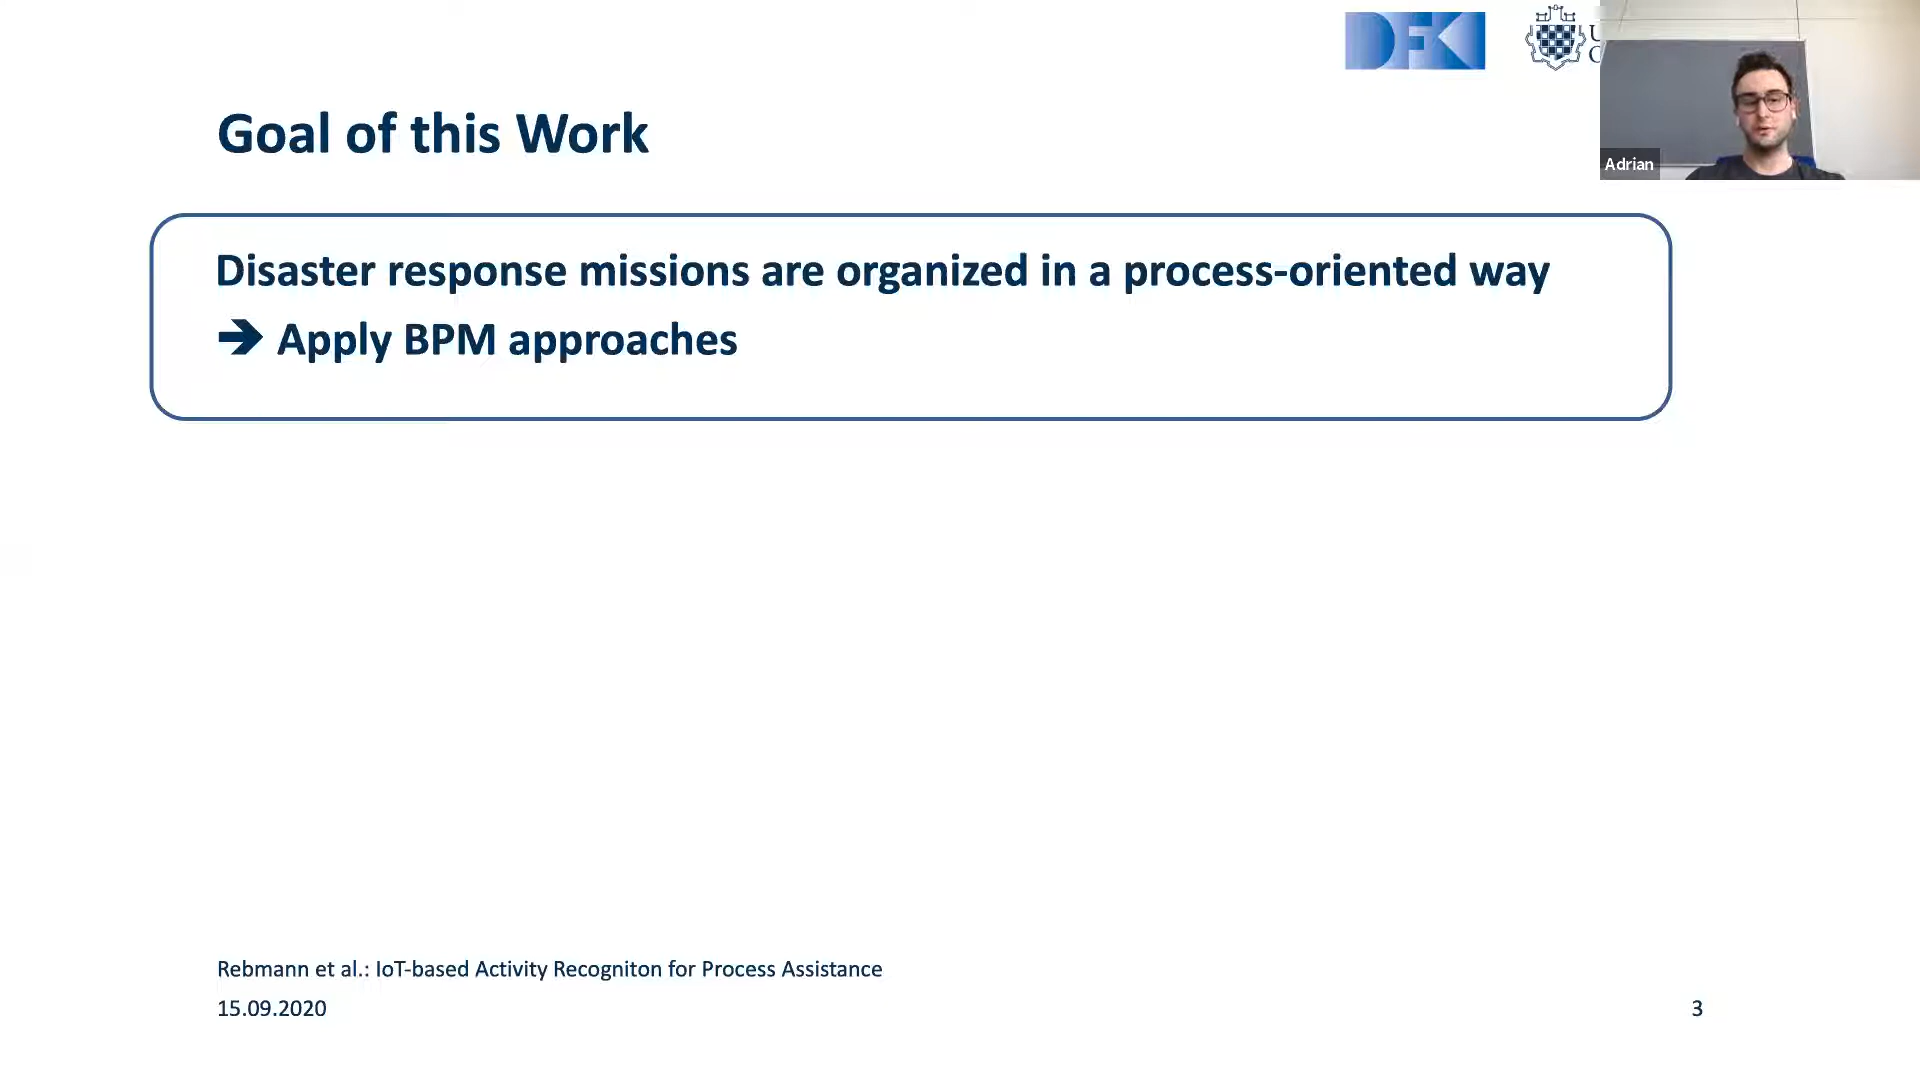 DFKI
Adrian
Goal of this Work
Disaster response missions are organized in a process-oriented way
➔ Apply BPM approaches
Rebmann et al.: IoT-based Activity Recogniton for Process Assistance
15.09.2020
3